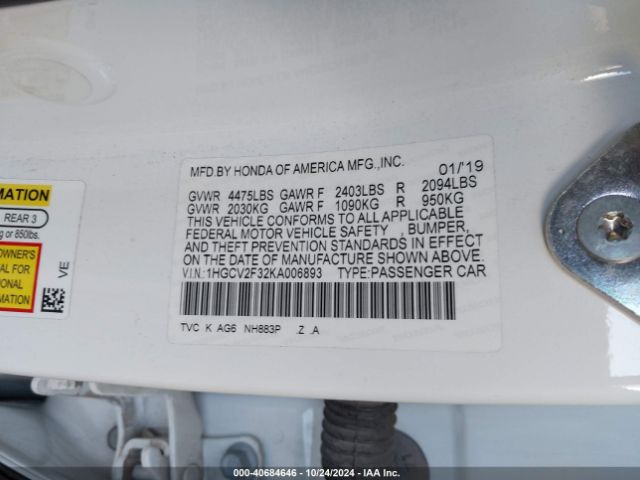 MFD BY HONDA OF AMERICA MFG.,INC. 01/'19
GVWR 4475LBS GAWR F 2403LBS R 2094LBS
GVWR 2030KG GAWR F 1090KG R 950KG
THIS VEHICLE CONFORMS TO ALL APPLICABLE
FEDERAL MOTOR VEHICLE SAFETY , BUMPER,
AND THEFT PREVENTION STANDARDS IN EFFECT
ON THE DATE OF MANUFACTURE SHOWN ABOVE.
V.I.N.:1HGCV2F32KA006893 TYPE:PASSENGER CAR
TVC K AG6 NH883P .Z .A
MATION
REAR 3
g or 850lbs.
OWNER'S
AL FOR
IONAL
MATION
VE
000-40684646 • 10/24/2024 • IAA Inc.